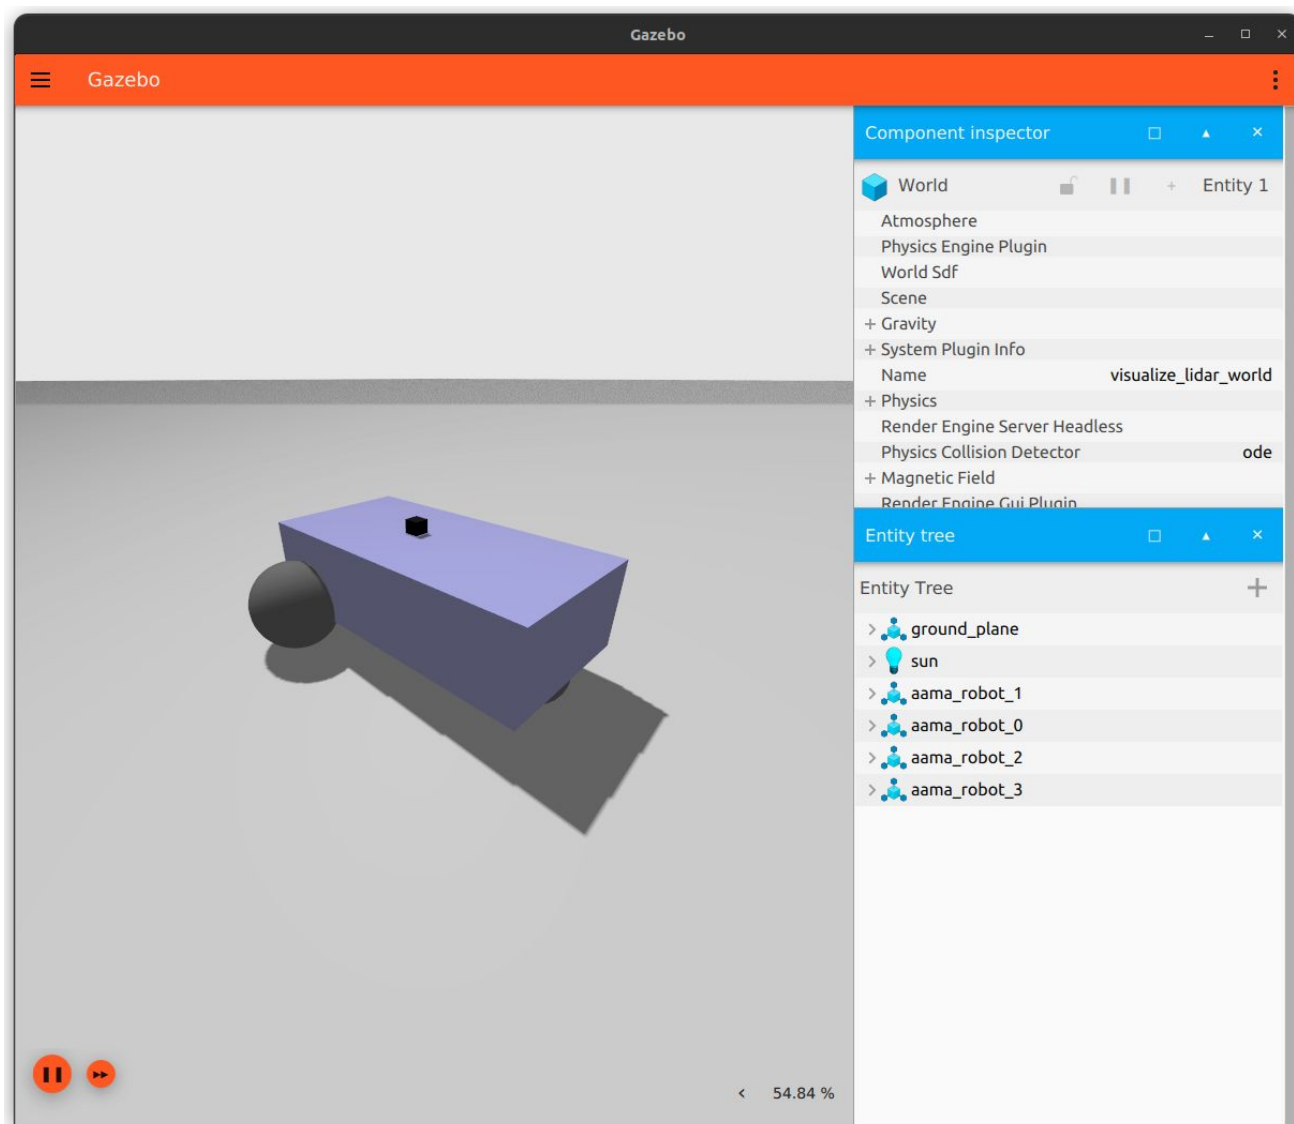 Gazebo
Gazebo
Component inspector
World Entity 1
Atmosphere
Physics Engine Plugin
World Sdf
Scene
+ Gravity
+ System Plugin Info
Name visualize_lidar_world
+ Physics
Render Engine Server Headless
Physics Collision Detector ode
+ Magnetic Field
Render Engine Gui Plugin
Entity tree
Entity Tree
ground_plane
sun
aama_robot_1
aama_robot_0
aama_robot_2
aama_robot_3
54.84 %